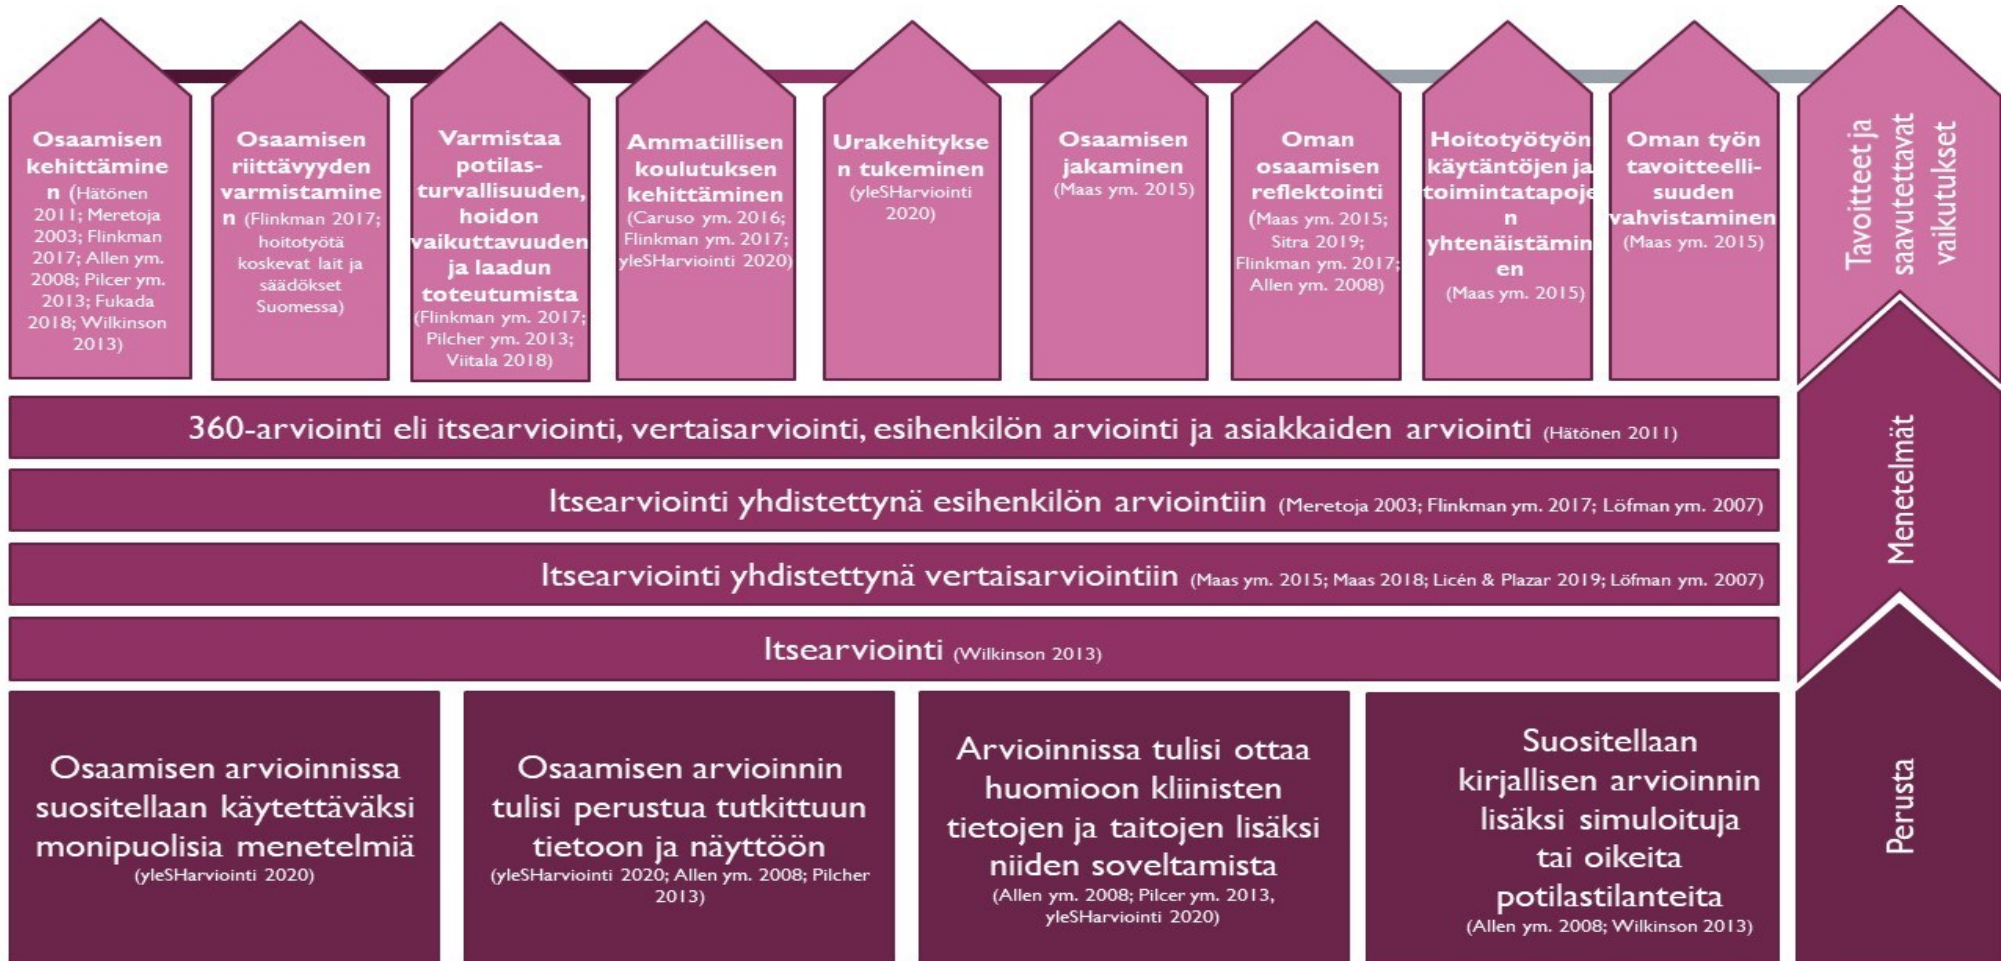 Osaamisen
kehittämine
n (Hätönen
2011; Meretoja
2003; Flinkman
2017; Allen ym.
2008; Pilcer ym.
2013; Fukada
2018; Wilkinson
2013)
Osaamisen
riittävyyden
varmistamine
n (Flinkman 2017;
hoitotyötä
koskevat lait ja
säädökset
Suomessa)
Varmistaa
potilas-
turvallisuuden,
hoidon
vaikuttavuuden
ja laadun
toteutumista
(Flinkman ym. 2017;
Pilcher ym. 2013;
Viitala 2018)
Ammatillisen
koulutuksen
kehittäminen
(Caruso ym. 2016;
Flinkman ym. 2017;
yleSHarviointi 2020)
Urakehitykse
n tukeminen
(yleSHarviointi
2020)
Osaamisen
jakaminen
(Maas ym. 2015)
Oman
osaamisen
reflektointi
(Maas ym. 2015;
Sitra 2019;
Flinkman ym. 2017;
Allen ym. 2008)
Hoitotyötyön
käytäntöjen ja
toimintatapoje
n
yhtenäistämin
en
(Maas ym. 2015)
Oman työn
tavoitteelli-
suuden
vahvistaminen
(Maas ym. 2015)
Tavoitteet ja
saavutettavat
vaikutukset
360-arviointi eli itsearviointi, vertaisarviointi, esihenkilön arviointi ja asiakkaiden arviointi (Hätönen 2011)
Itsearviointi yhdistettynä esihenkilön arviointiin (Meretoja 2003; Flinkman ym. 2017; Löfman ym. 2007)
Itsearviointi yhdistettynä vertaisarviointiin (Maas ym. 2015; Maas 2018; Licén & Plazar 2019; Löfman ym. 2007)
Itsearviointi (Wilkinson 2013)
Menetelmät
Osaamisen arvioinnissa
suositellaan käytettäväksi
monipuolisia menetelmiä
(yleSHarviointi 2020)
Osaamisen arvioinnin
tulisi perustua tutkittuun
tietoon ja näyttöön
(yleSHarviointi 2020; Allen ym. 2008; Pilcher
2013)
Arvioinnissa tulisi ottaa
huomioon kliinisten
tietojen ja taitojen lisäksi
niiden soveltamista
(Allen ym. 2008; Pilcer ym. 2013,
yleSHarviointi 2020)
Suositellaan
kirjallisen arvioinnin
lisäksi simuloituja
tai oikeita
potilastilanteita
(Allen ym. 2008; Wilkinson 2013)
Perusta